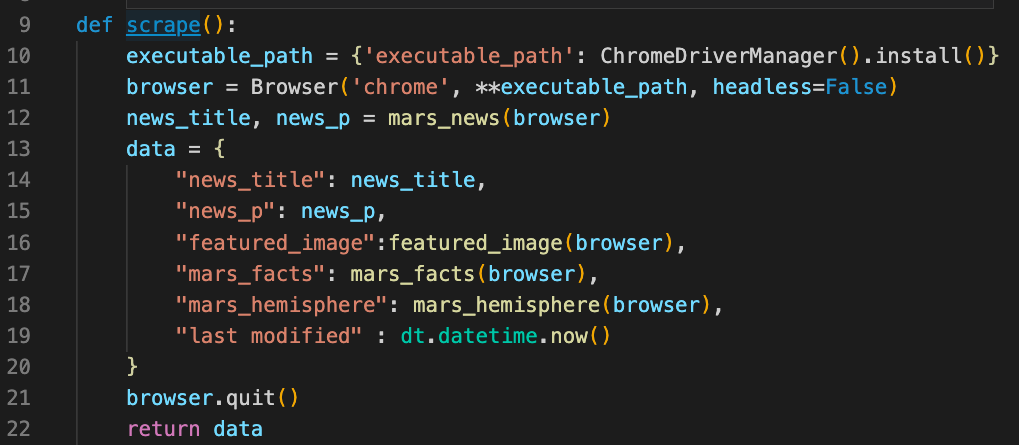 9 def scrape():
10 executable_path = {'executable_path': ChromeDriverManager().install()}
11 browser = Browser('chrome', **executable_path, headless=False)
12 news_title, news_p = mars_news(browser)
13 data = {
14 "news_title": news_title,
15 "news_p": news_p,
16 "featured_image":featured_image(browser),
17 "mars_facts": mars_facts(browser),
18 "mars_hemisphere": mars_hemisphere(browser),
19 "last modified" : dt.datetime.now()
20 }
21 browser.quit()
22 return data